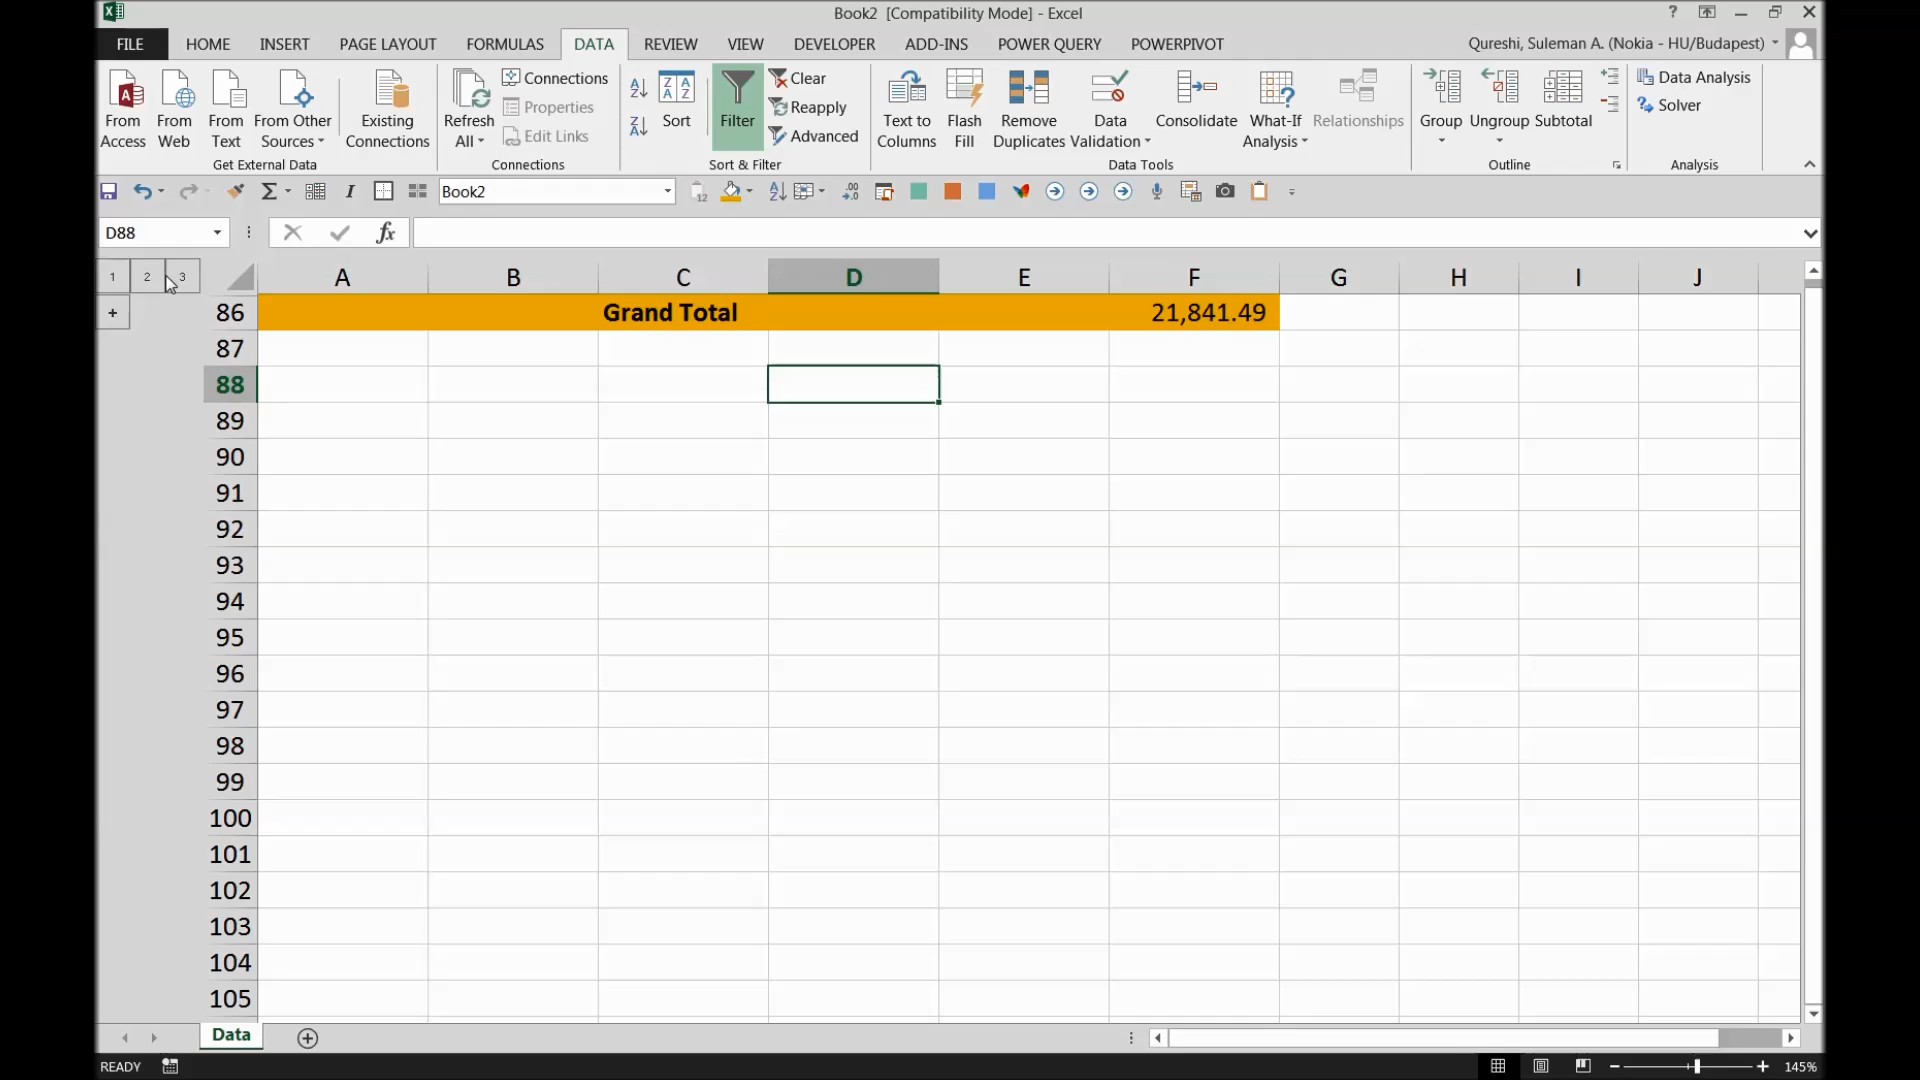 Book2 [Compatibility Mode] - Excel
?
FILE HOME INSERT PAGE LAYOUT FORMULAS DATA REVIEW VIEW DEVELOPER ADD-INS POWER QUERY POWERPIVOT Qureshi, Suleman A. (Nokia - HU/Budapest)
From Access
From Web
From Text
From Other Sources
Existing Connections
Get External Data
Refresh All
Connections
Properties
Edit Links
Connections
Sort
Filter
Clear
Reapply
Advanced
Sort & Filter
Text to Columns
Flash Fill
Remove Duplicates
Data Validation
Consolidate
What-If Analysis
Relationships
Data Tools
Group
Ungroup
Subtotal
Outline
Data Analysis
Solver
Analysis
Book2
D88
1 2 3
A B C D E F G H I J
86 Grand Total 21,841.49
87
88
89
90
91
92
93
94
95
96
97
98
99
100
101
102
103
104
105
Data
READY 145%